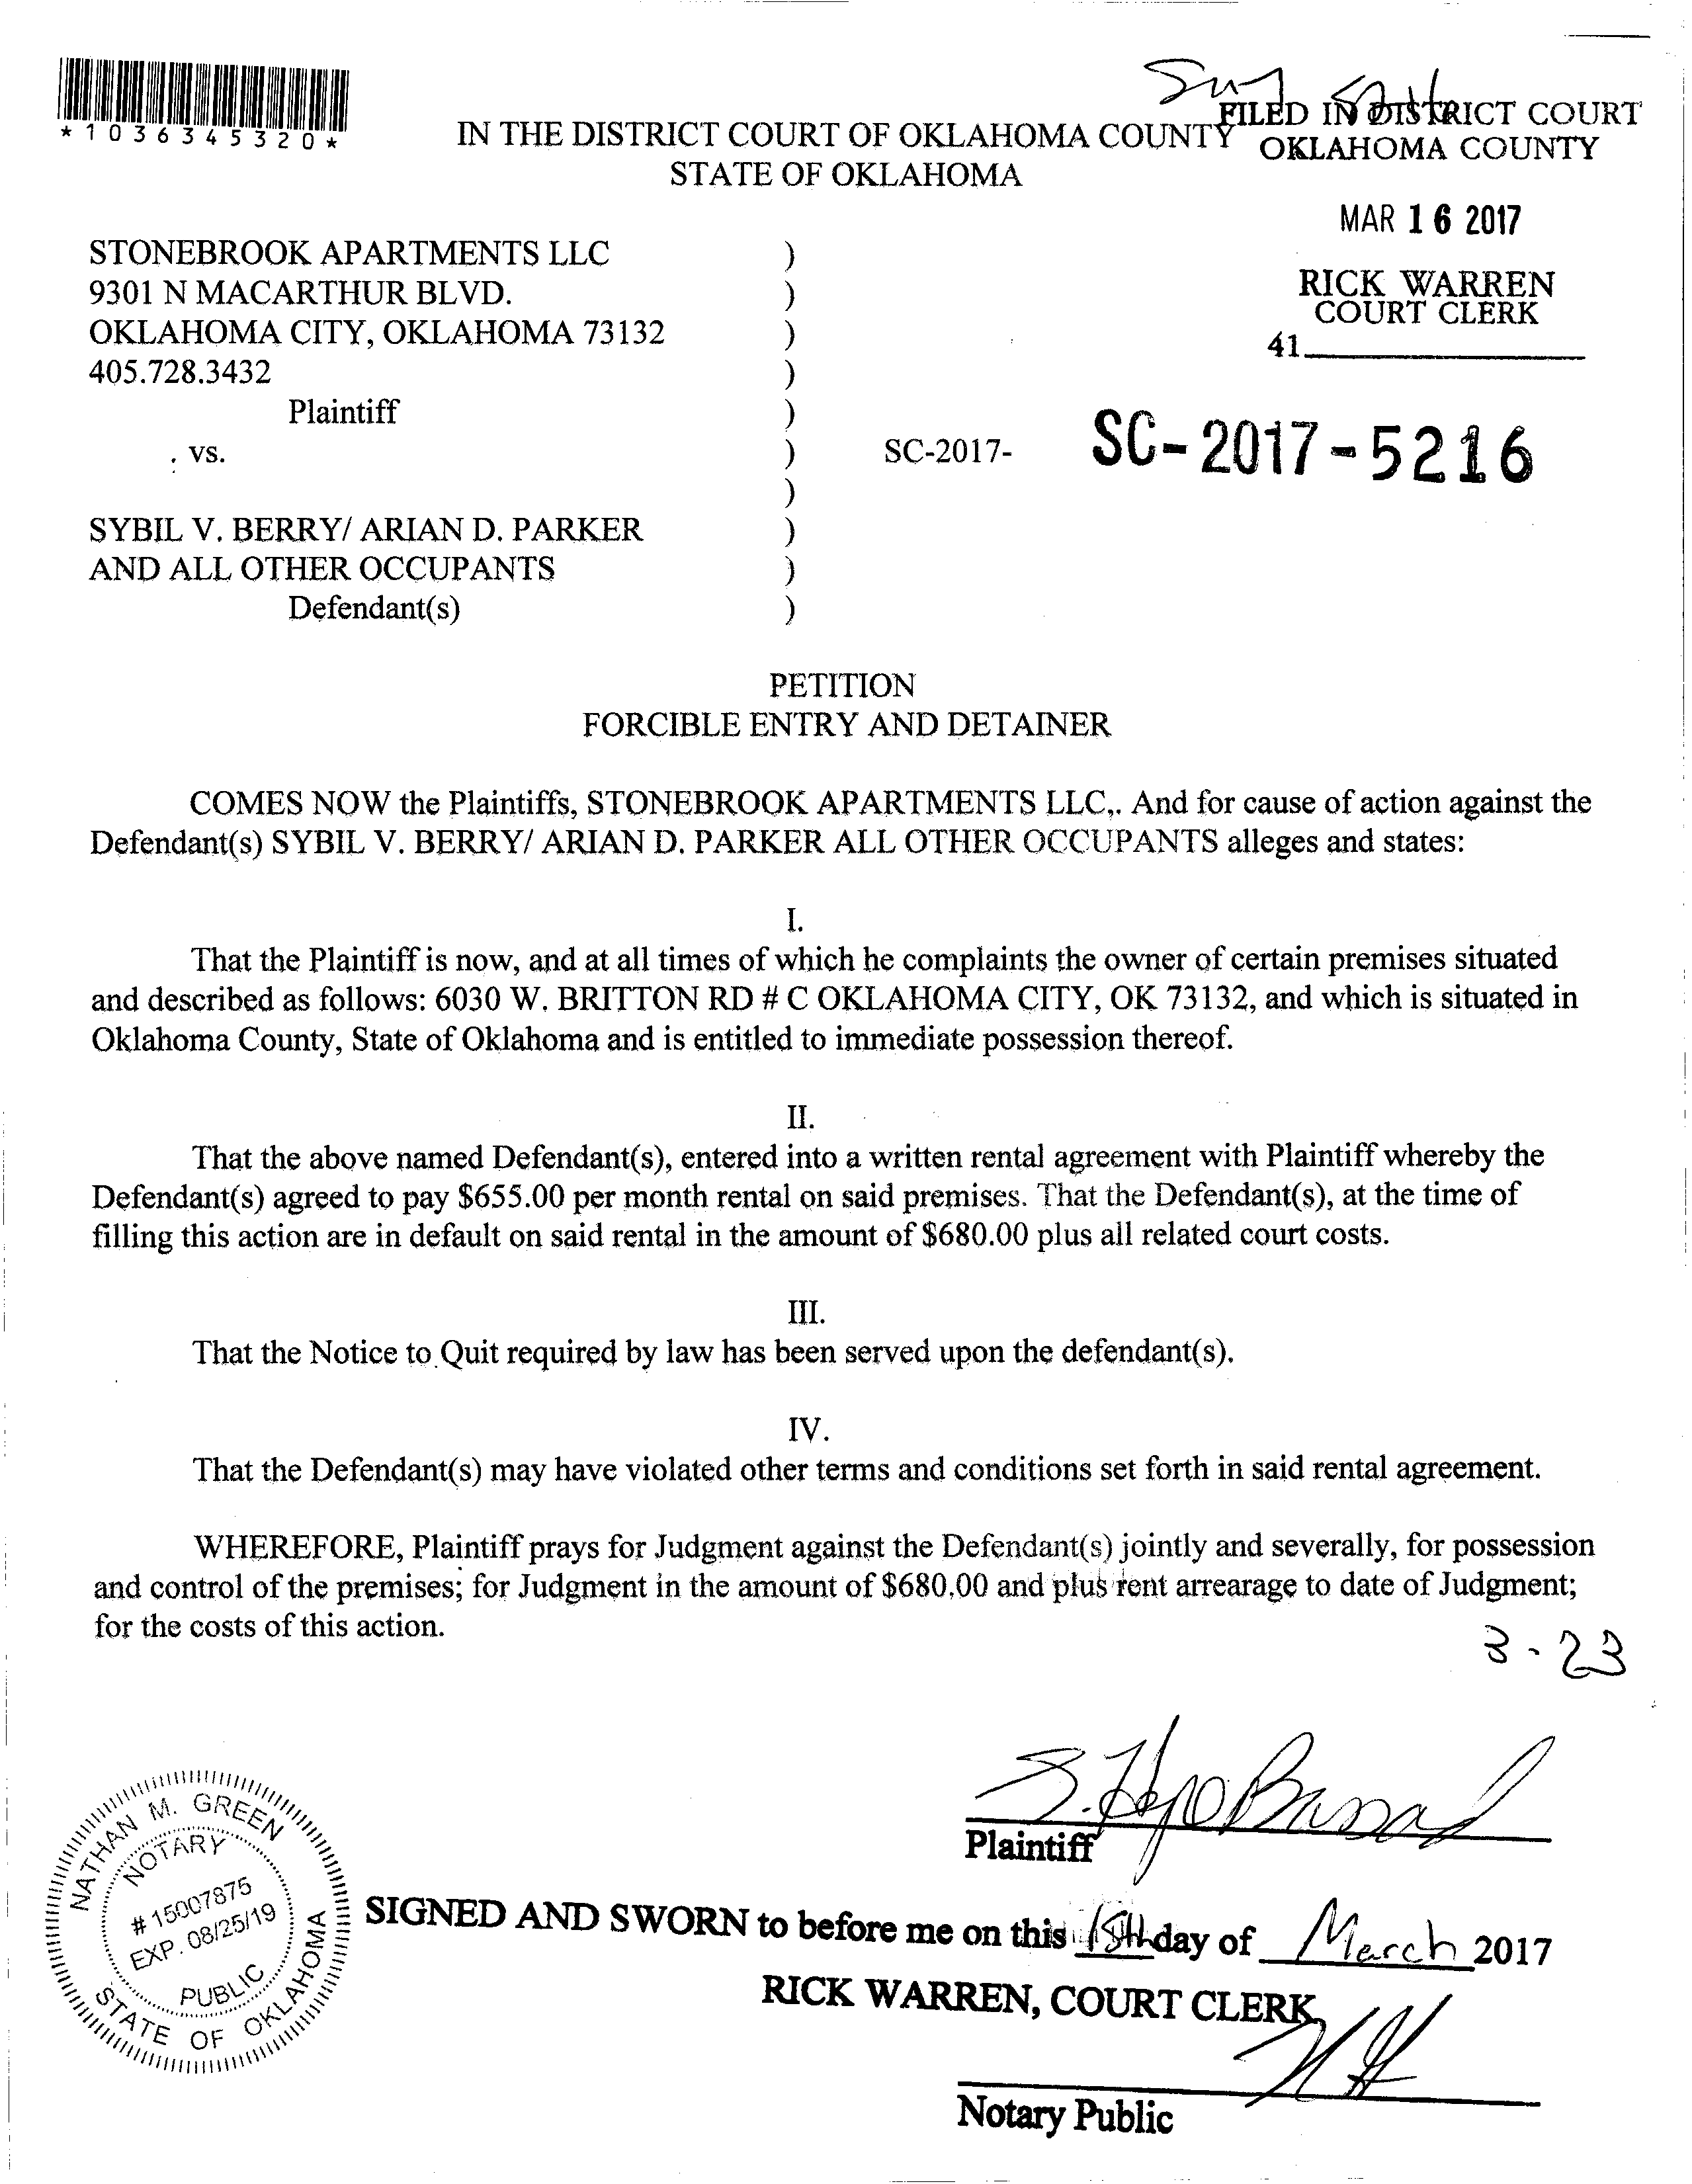 *1036345320*
IN THE DISTRICT COURT OF OKLAHOMA COUNTY
STATE OF OKLAHOMA
FILED IN DISTRICT COURT
OKLAHOMA COUNTY
MAR 16 2017
RICK WARREN
COURT CLERK
41
STONEBROOK APARTMENTS LLC )
9301 N MACARTHUR BLVD. )
OKLAHOMA CITY, OKLAHOMA 73132 )
405.728.3432 )
Plaintiff )
. vs. ) SC-2017- SC-2017-5216
)
SYBIL V. BERRY/ ARIAN D. PARKER )
AND ALL OTHER OCCUPANTS )
Defendant(s) )
PETITION
FORCIBLE ENTRY AND DETAINER
COMES NOW the Plaintiffs, STONEBROOK APARTMENTS LLC,. And for cause of action against the
Defendant(s) SYBIL V. BERRY/ ARIAN D. PARKER ALL OTHER OCCUPANTS alleges and states:
I.
That the Plaintiff is now, and at all times of which he complaints the owner of certain premises situated
and described as follows: 6030 W. BRITTON RD # C OKLAHOMA CITY, OK 73132, and which is situated in
Oklahoma County, State of Oklahoma and is entitled to immediate possession thereof.
II.
That the above named Defendant(s), entered into a written rental agreement with Plaintiff whereby the
Defendant(s) agreed to pay $655.00 per month rental on said premises. That the Defendant(s), at the time of
filling this action are in default on said rental in the amount of $680.00 plus all related court costs.
III.
That the Notice to Quit required by law has been served upon the defendant(s).
IV.
That the Defendant(s) may have violated other terms and conditions set forth in said rental agreement.
WHEREFORE, Plaintiff prays for Judgment against the Defendant(s) jointly and severally, for possession
and control of the premises; for Judgment in the amount of $680.00 and plus rent arrearage to date of Judgment;
for the costs of this action.
3-23
Plaintiff
NATHAN M. GREEN
NOTARY
# 15007875
EXP. 08/25/19
PUBLIC
STATE OF OKLAHOMA
SIGNED AND SWORN to before me on this 15th day of March 2017
RICK WARREN, COURT CLERK
Notary Public